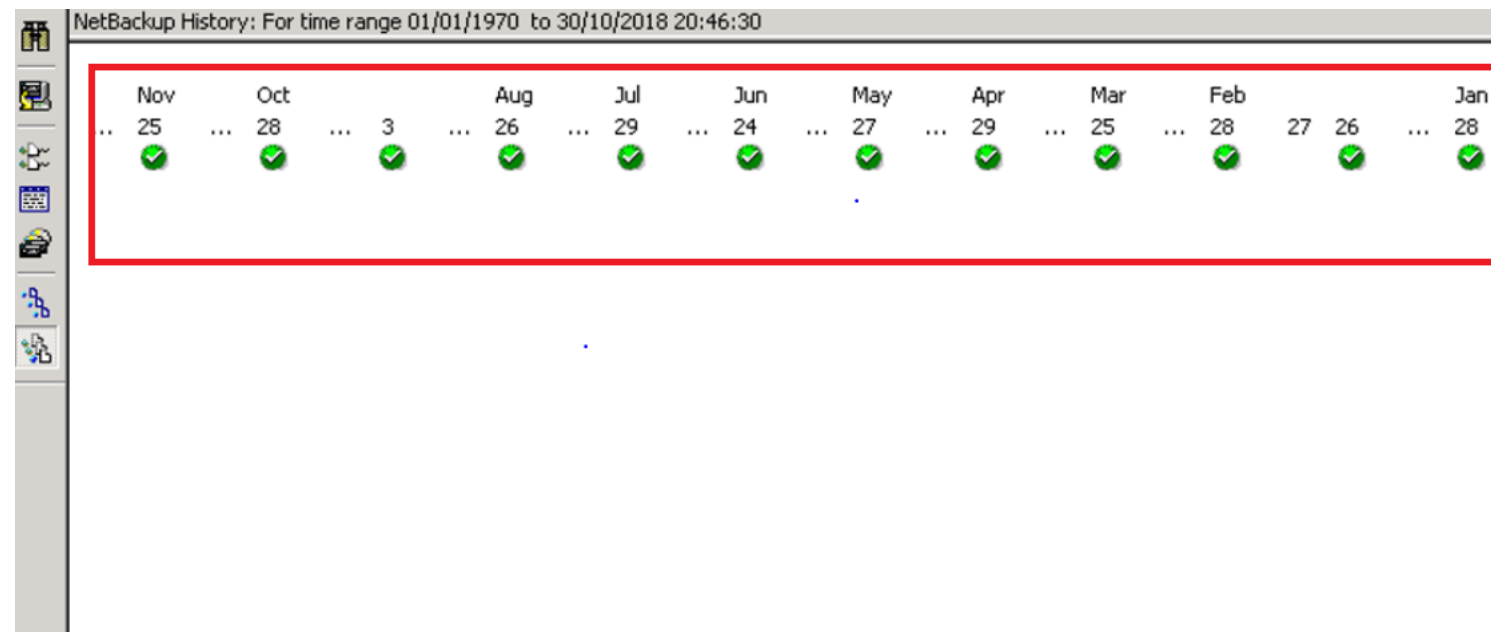 NetBackup History: For time range 01/01/1970 to 30/10/2018 20:46:30
Nov Oct Aug Jul Jun May Apr Mar Feb Jan
... 25 ... 28 ... 3 ... 26 ... 29 ... 24 ... 27 ... 29 ... 25 ... 28 27 26 ... 28